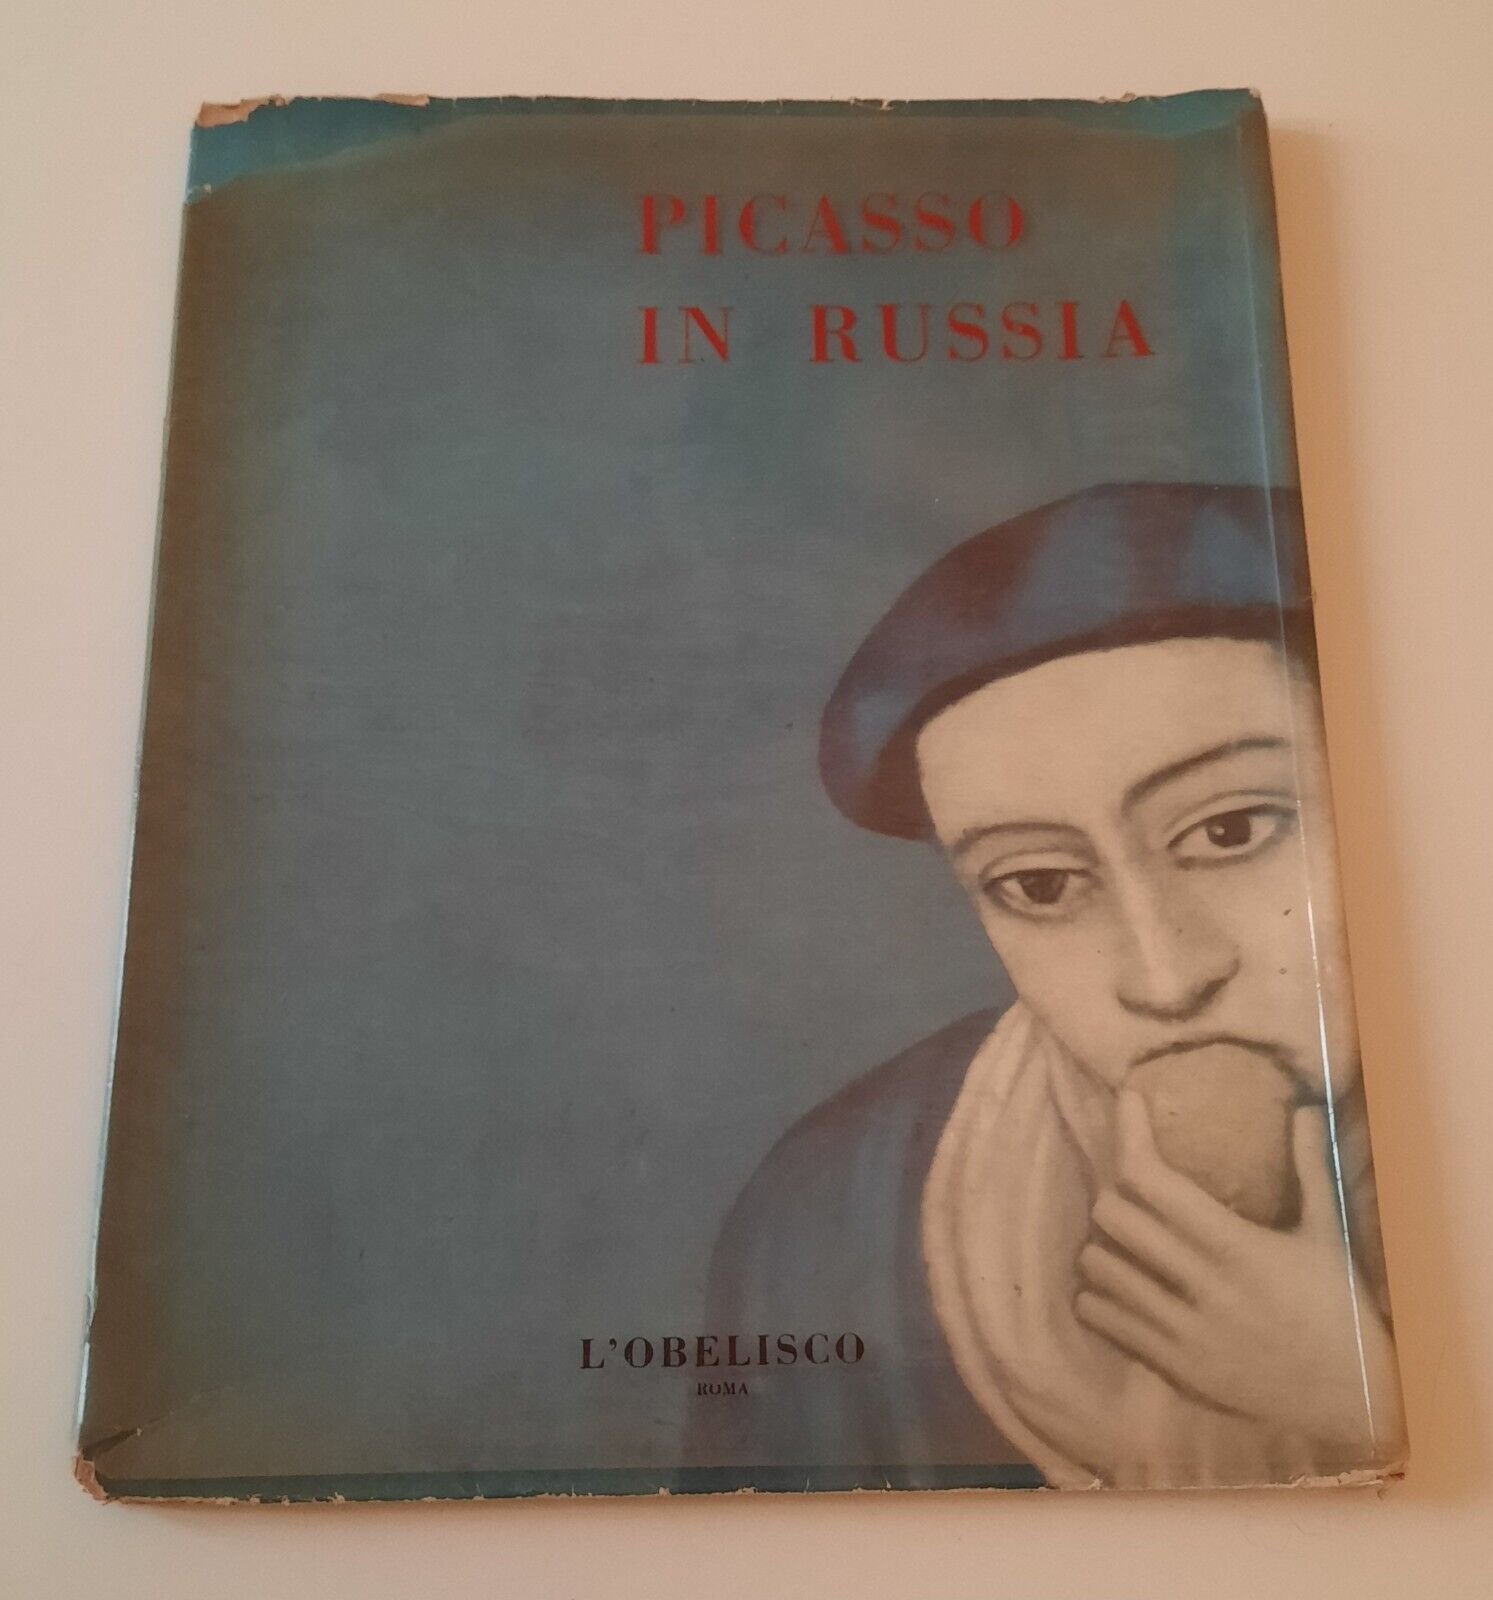 PICASSO
IN RUSSIA
L'OBELISCO
ROMA